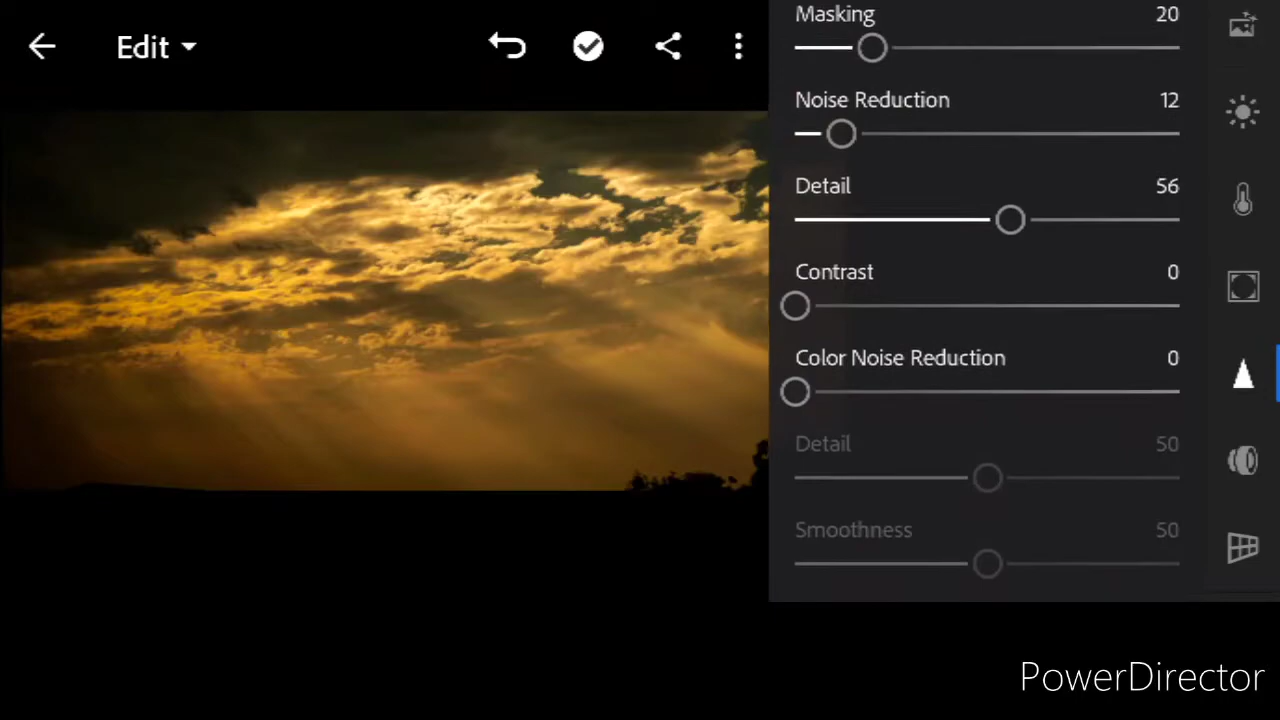 Edit
Masking 20
Noise Reduction 12
Detail 56
Contrast 0
Color Noise Reduction 0
Detail 50
Smoothness 50
PowerDirector